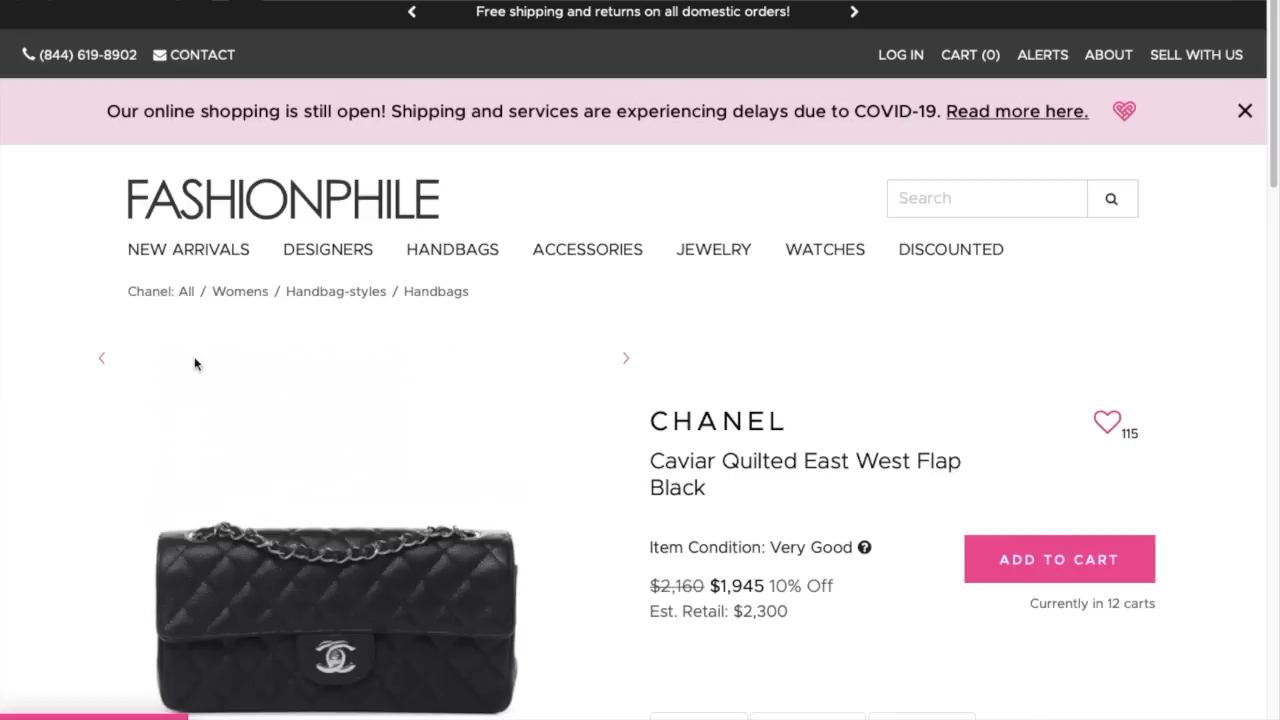 Free shipping and returns on all domestic orders!
(844) 619-8902 CONTACT LOG IN CART (0) ALERTS ABOUT SELL WITH US
Our online shopping is still open! Shipping and services are experiencing delays due to COVID-19. Read more here.
FASHIONPHILE
Search
NEW ARRIVALS DESIGNERS HANDBAGS ACCESSORIES JEWELRY WATCHES DISCOUNTED
Chanel: All / Womens / Handbag-styles / Handbags
CHANEL
115
Caviar Quilted East West Flap
Black
Item Condition: Very Good
ADD TO CART
$2,160 $1,945 10% Off
Currently in 12 carts
Est. Retail: $2,300